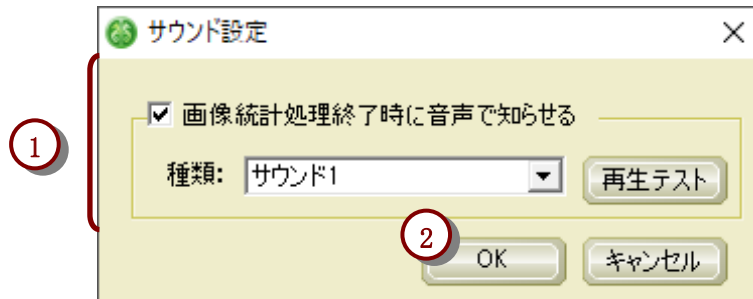 サウンド設定
画像統計処理終了時に音声で知らせる
1
種類: サウンド1 再生テスト
2
OK キャンセル